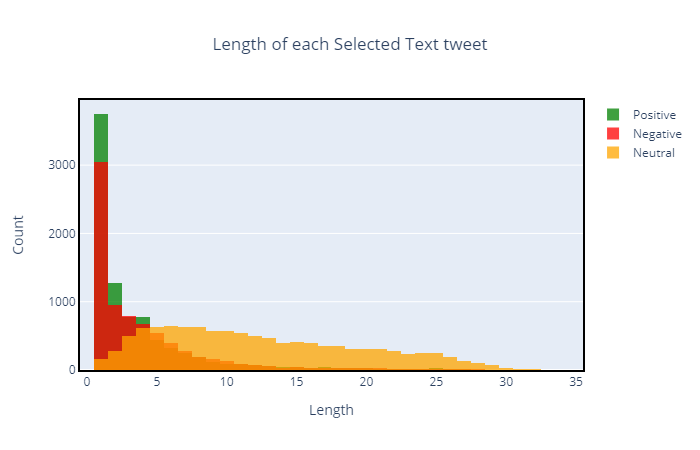 Length of each Selected Text tweet
Positive
Negative
Neutral
3000
2000
1000
0
Count
0 5 10 15 20 25 30 35
Length